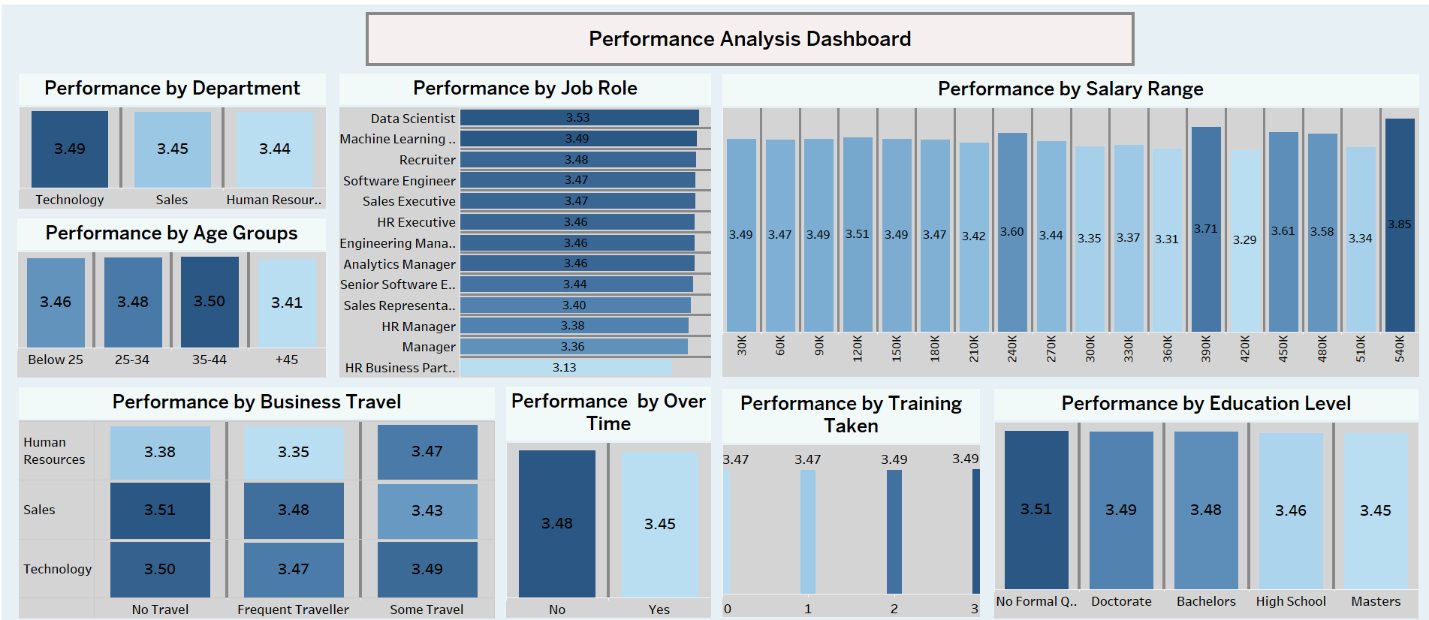 Performance Analysis Dashboard
Performance by Department
3.49 3.45 3.44
Technology Sales Human Resour..
Performance by Age Groups
3.46 3.48 3.50 3.41
Below 25 25-34 35-44 +45
Performance by Job Role
Data Scientist 3.53
Machine Learning .. 3.49
Recruiter 3.48
Software Engineer 3.47
Sales Executive 3.47
HR Executive 3.46
Engineering Mana.. 3.46
Analytics Manager 3.46
Senior Software E.. 3.44
Sales Representa.. 3.40
HR Manager 3.38
Manager 3.36
HR Business Part.. 3.13
Performance by Salary Range
3.49 3.47 3.49 3.51 3.49 3.47 3.42 3.60 3.44 3.35 3.37 3.31 3.71 3.29 3.61 3.58 3.34 3.85
30K 60K 90K 120K 150K 180K 210K 240K 270K 300K 330K 360K 390K 420K 450K 480K 510K 540K
Performance by Business Travel
Human
Resources 3.38 3.35 3.47
Sales 3.51 3.48 3.43
Technology 3.50 3.47 3.49
No Travel Frequent Traveller Some Travel
Performance by Over
Time
3.48 3.45
No Yes
Performance by Training
Taken
3.47 3.47 3.49 3.49
0 1 2 3
Performance by Education Level
3.51 3.49 3.48 3.46 3.45
No Formal Q.. Doctorate Bachelors High School Masters